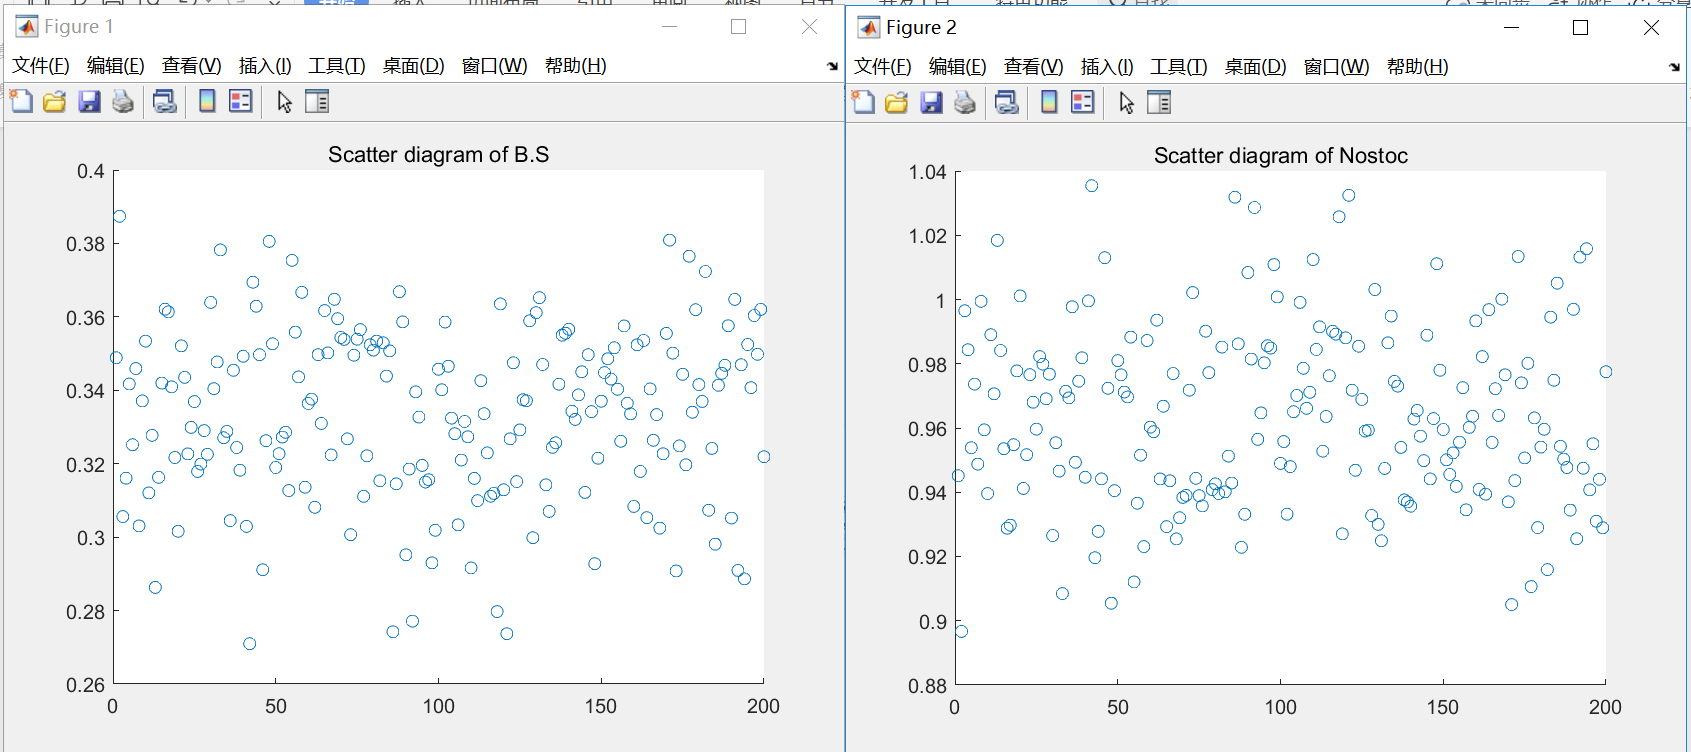 Figure 1
文件(F) 编辑(E) 查看(V) 插入(I) 工具(T) 桌面(D) 窗口(W) 帮助(H)
Scatter diagram of B.S
0.4
0.38
0.36
0.34
0.32
0.3
0.28
0.26
0 50 100 150 200
Figure 2
文件(F) 编辑(E) 查看(V) 插入(I) 工具(T) 桌面(D) 窗口(W) 帮助(H)
Scatter diagram of Nostoc
1.04
1.02
1
0.98
0.96
0.94
0.92
0.9
0.88
0 50 100 150 200